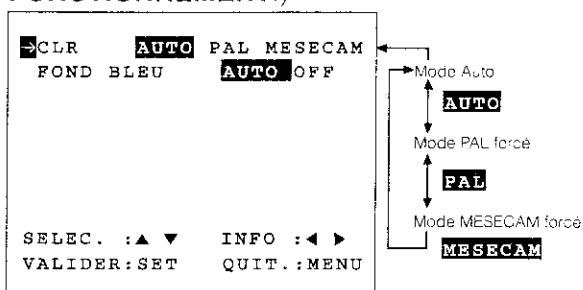 →CLR AUTO PAL MESECAM
FOND BLEU AUTO OFF
SELEC. :▲ ▼ INFO :◀ ▶
VALIDER:SET QUIT.:MENU
Mode Auto
AUTO
Mode PAL forcé
PAL
Mode MESECAM forcé
MESECAM